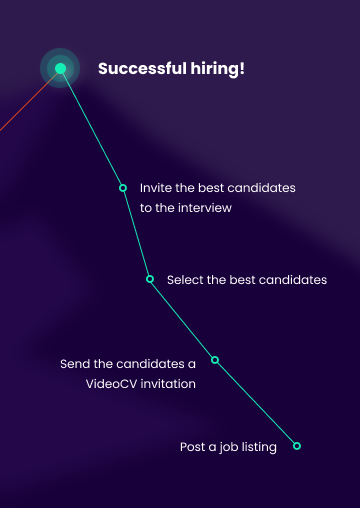 Successful hiring!
Invite the best candidates
to the interview
Select the best candidates
Send the candidates a
VideoCV invitation
Post a job listing